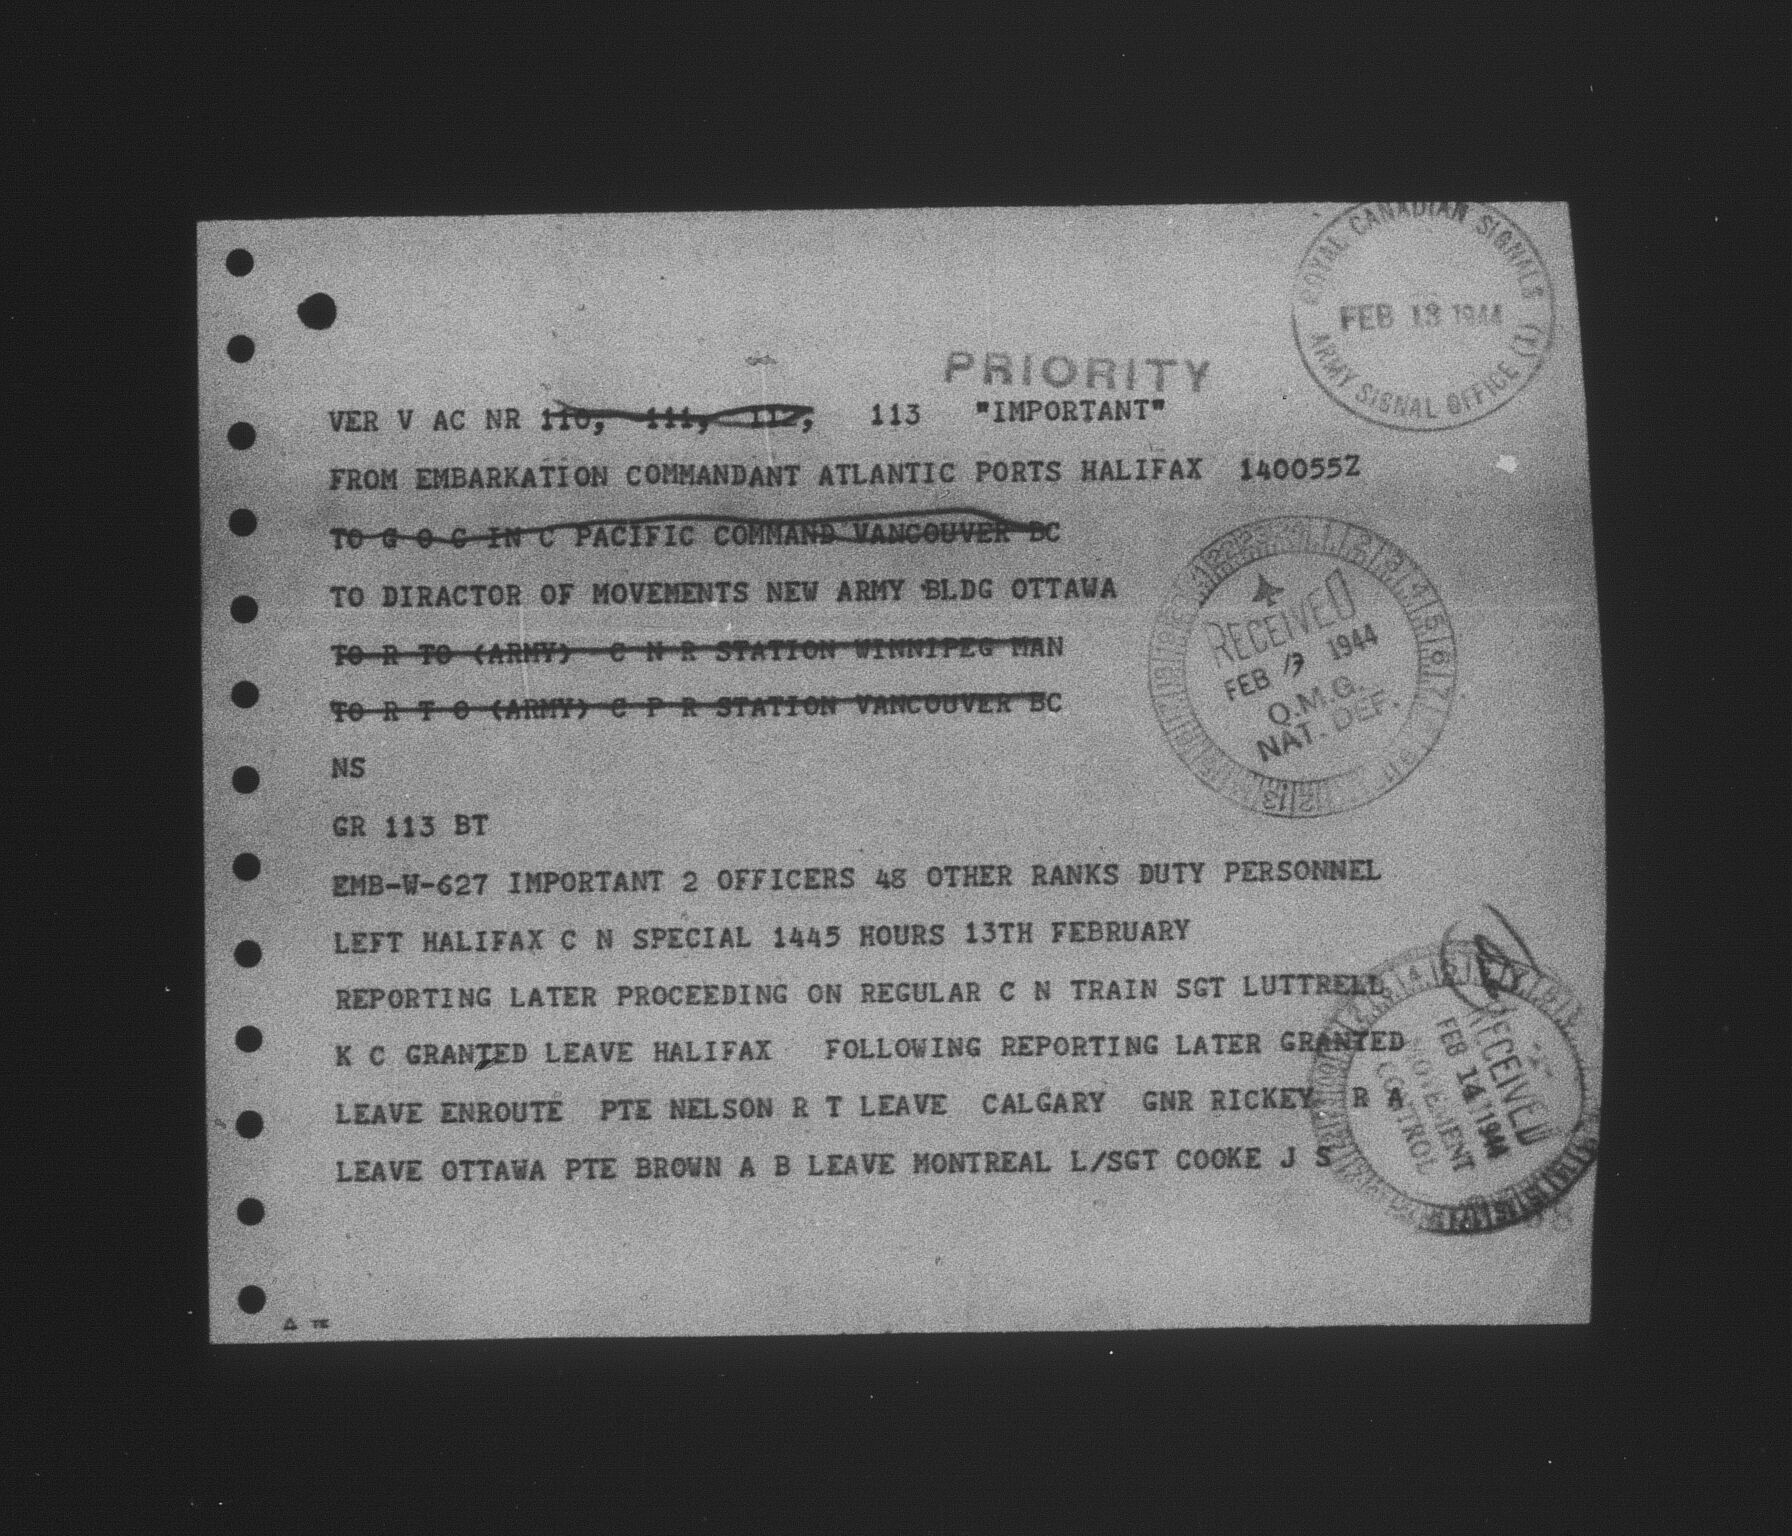 ROYAL CANADIAN SIGNALS
FEB 13 1944
ARMY SIGNAL OFFICE (1)
PRIORITY
VER V AC NR 110, 111, 112, 113 "IMPORTANT"
FROM EMBARKATION COMMANDANT ATLANTIC PORTS HALIFAX 140055Z
TO G O C IN C PACIFIC COMMAND VANCOUVER BC
TO DIRACTOR OF MOVEMENTS NEW ARMY BLDG OTTAWA
TO R TO (ARMY) C N R STATION WINNIPEG MAN
TO R T O (ARMY) C P R STATION VANCOUVER BC
RECEIVED
FEB 13 1944
Q.M.G.
NAT. DEF.
NS
GR 113 BT
EMB-W-627 IMPORTANT 2 OFFICERS 48 OTHER RANKS DUTY PERSONNEL
LEFT HALIFAX C N SPECIAL 1445 HOURS 13TH FEBRUARY
REPORTING LATER PROCEEDING ON REGULAR C N TRAIN SGT LUTTRELL
K C GRANTED LEAVE HALIFAX FOLLOWING REPORTING LATER GRANTED
LEAVE ENROUTE PTE NELSON R T LEAVE CALGARY GNR RICKEY R A
LEAVE OTTAWA PTE BROWN A B LEAVE MONTREAL L/SGT COOKE J S
RECEIVED
FEB 14 1944
MOVEMENT
CONTROL